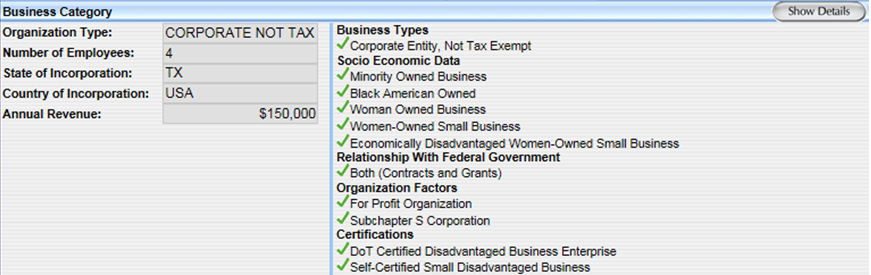 Business Category
Show Details
Organization Type: CORPORATE NOT TAX
Number of Employees: 4
State of Incorporation: TX
Country of Incorporation: USA
Annual Revenue: $150,000
Business Types
Corporate Entity, Not Tax Exempt
Socio Economic Data
Minority Owned Business
Black American Owned
Woman Owned Business
Women-Owned Small Business
Economically Disadvantaged Women-Owned Small Business
Relationship With Federal Government
Both (Contracts and Grants)
Organization Factors
For Profit Organization
Subchapter S Corporation
Certifications
DoT Certified Disadvantaged Business Enterprise
Self-Certified Small Disadvantaged Business